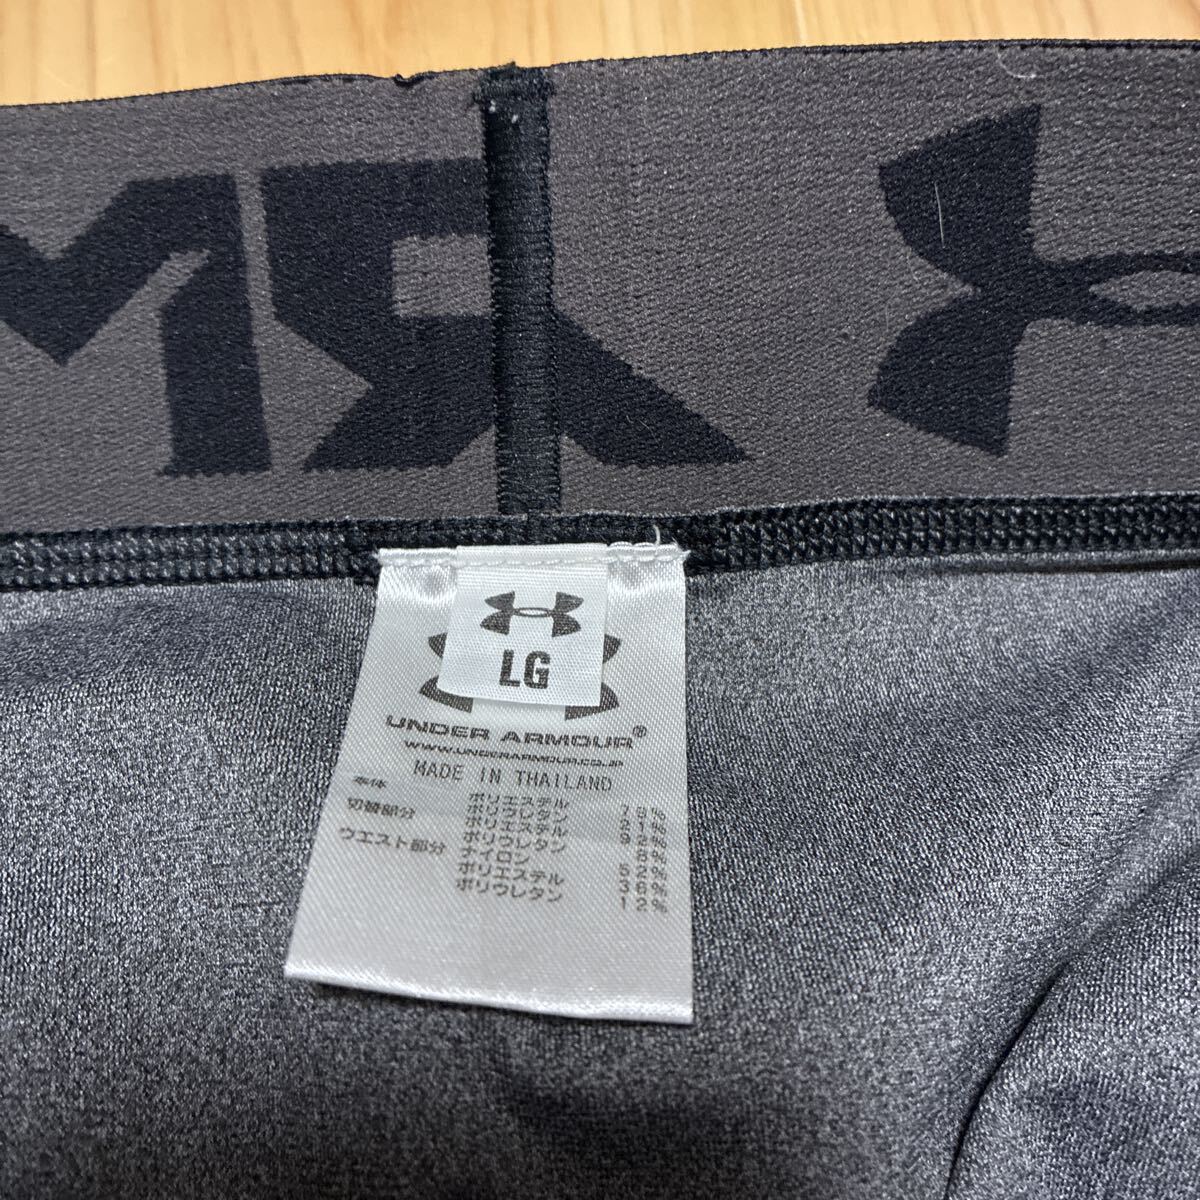 LG
UNDER ARMOUR®
WWW.UNDERARMOUR.CO.JP
MADE IN THAILAND
本体 ポリエステル
ポリウレタン
切替部分 ポリエステル
ポリウレタン
ウエスト部分 ナイロン 52%
ポリエステル 36%
ポリウレタン 12%